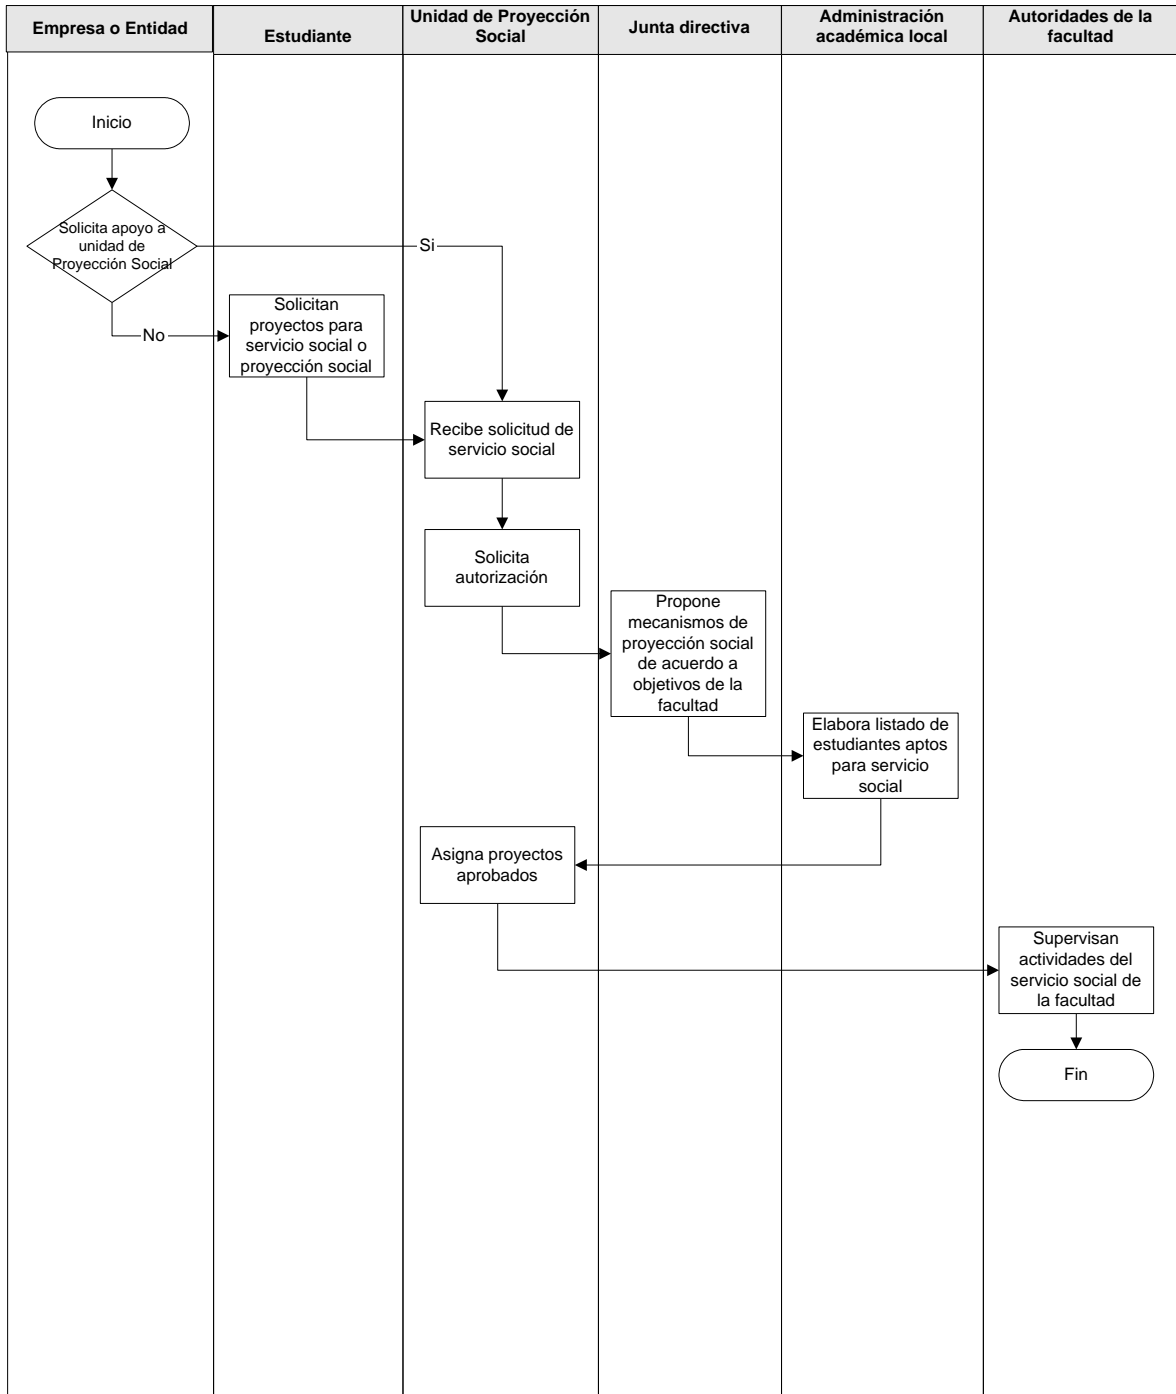 Empresa o Entidad
Estudiante
Unidad de Proyección
Social
Junta directiva
Administración
académica local
Autoridades de la
facultad
Inicio
Solicita apoyo a
unidad de
Proyección Social
Si
No
Solicitan
proyectos para
servicio social o
proyección social
Recibe solicitud de
servicio social
Solicita
autorización
Propone
mecanismos de
proyección social
de acuerdo a
objetivos de la
facultad
Elabora listado de
estudiantes aptos
para servicio
social
Asigna proyectos
aprobados
Supervisan
actividades del
servicio social de
la facultad
Fin